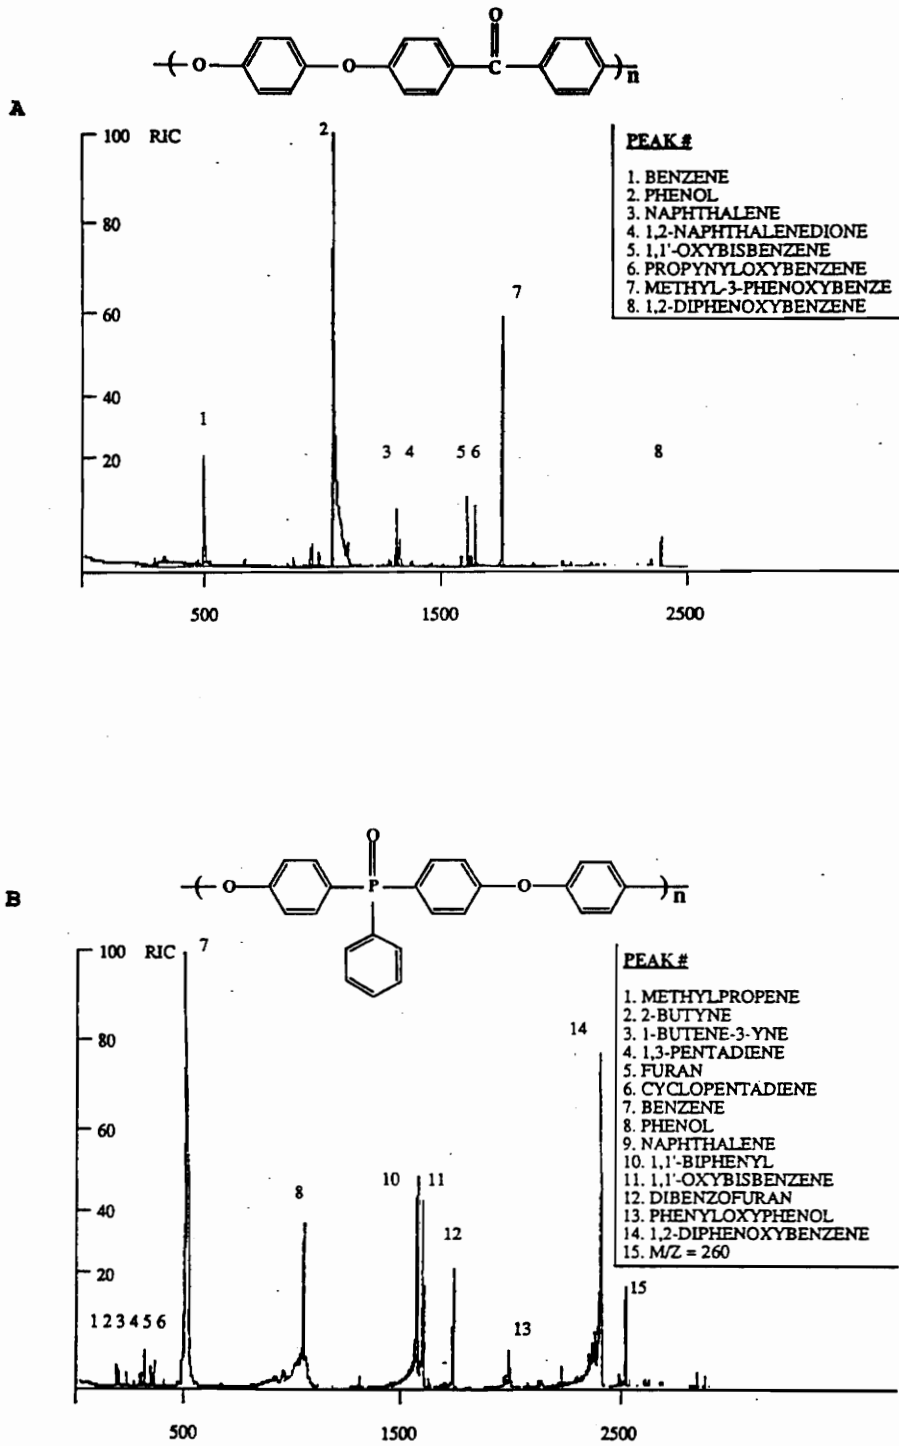 O
O
O
C
n
A
100 RIC
80
60
40
20
1
2
3 4
5 6
7
8
500
1500
2500
PEAK #
1. BENZENE
2. PHENOL
3. NAPHTHALENE
4. 1,2-NAPHTHALENEDIONE
5. 1,1'-OXYBISBENZENE
6. PROPYNYLOXYBENZENE
7. METHYL-3-PHENOXYBENZE
8. 1,2-DIPHENOXYBENZENE
O
O
P
O
n
B
100 RIC
80
60
40
20
1 2 3 4 5 6
7
8
10
11
12
13
14
15
500
1500
2500
PEAK #
1. METHYLPROPENE
2. 2-BUTYNE
3. 1-BUTENE-3-YNE
4. 1,3-PENTADIENE
5. FURAN
6. CYCLOPENTADIENE
7. BENZENE
8. PHENOL
9. NAPHTHALENE
10. 1,1'-BIPHENYL
11. 1,1'-OXYBISBENZENE
12. DIBENZOFURAN
13. PHENYLOXYPHENOL
14. 1,2-DIPHENOXYBENZENE
15. M/Z = 260